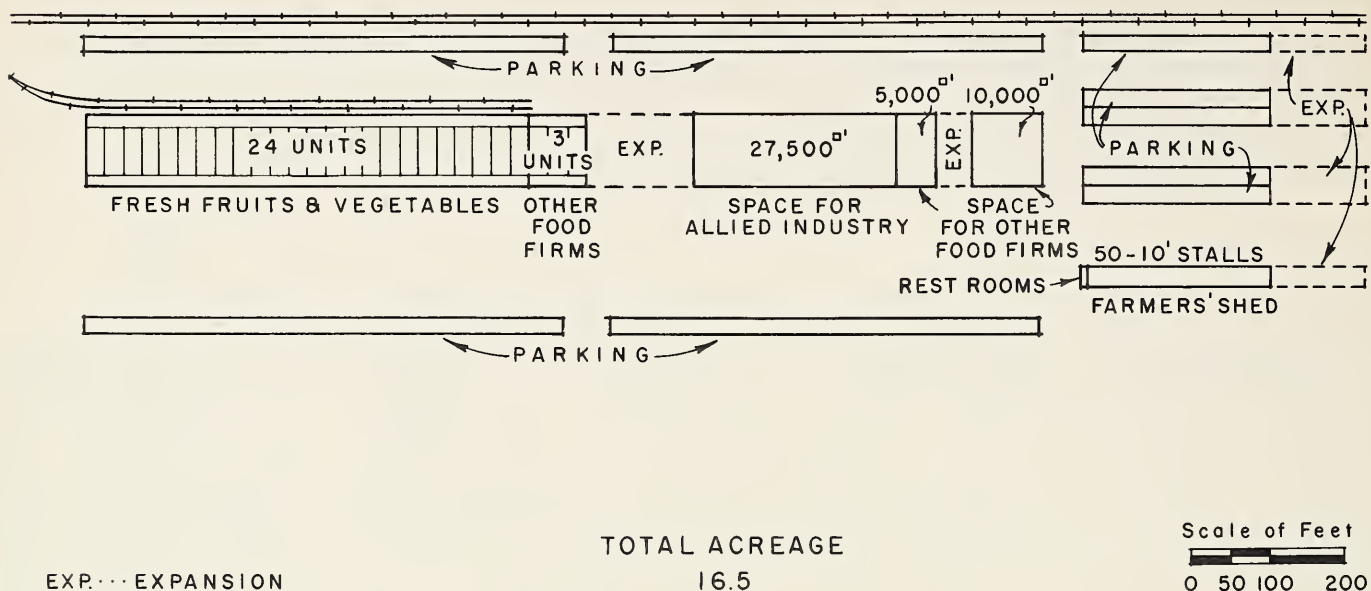 PARKING
5,000□' 10,000□'
24 UNITS
3
UNITS
EXP.
27,500□'
EXP.
EXP.
PARKING
FRESH FRUITS & VEGETABLES
OTHER
FOOD
FIRMS
SPACE FOR
ALLIED INDUSTRY
SPACE
FOR OTHER
FOOD FIRMS
50-10' STALLS
REST ROOMS
FARMERS' SHED
PARKING
TOTAL ACREAGE
16.5
EXP.···EXPANSION
Scale of Feet
0 50 100 200